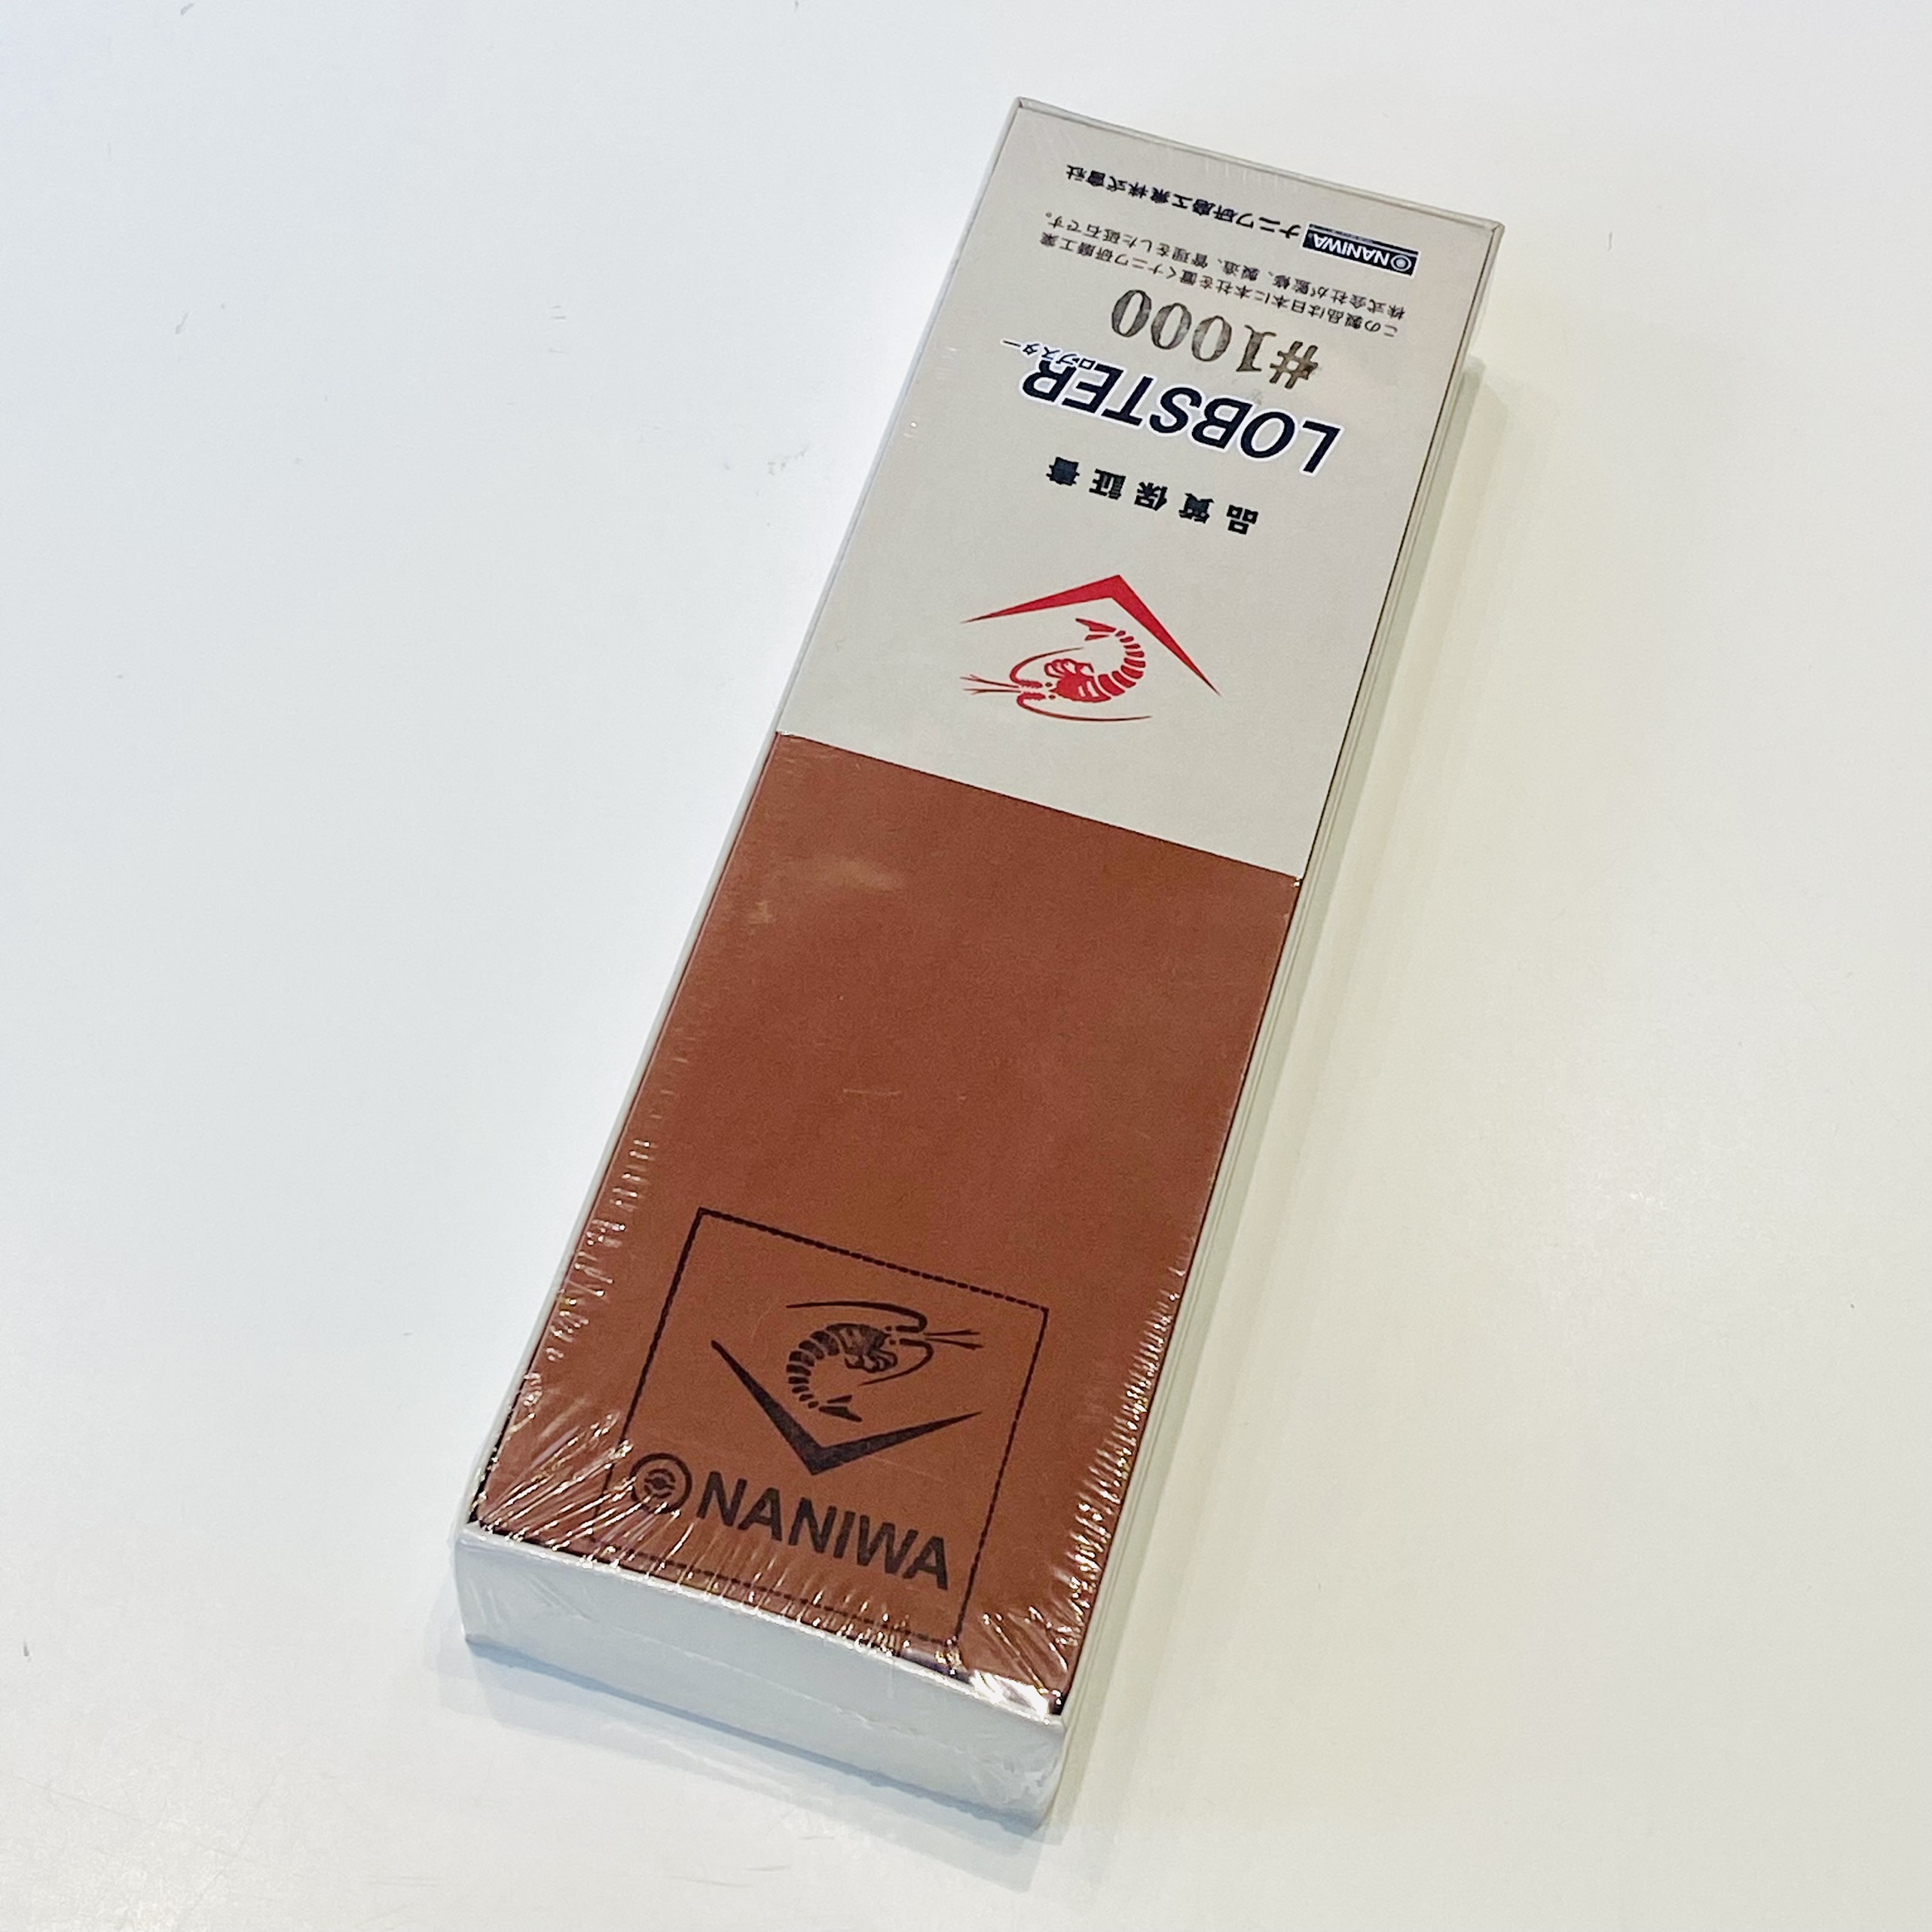 品質保証書
LOBSTER
ロブスター
#1000
この製品は日本に本社を置くナニワ研磨工業
株式会社が監修、製造、管理をした砥石です。
NANIWA ナニワ研磨工業株式會社
NANIWA